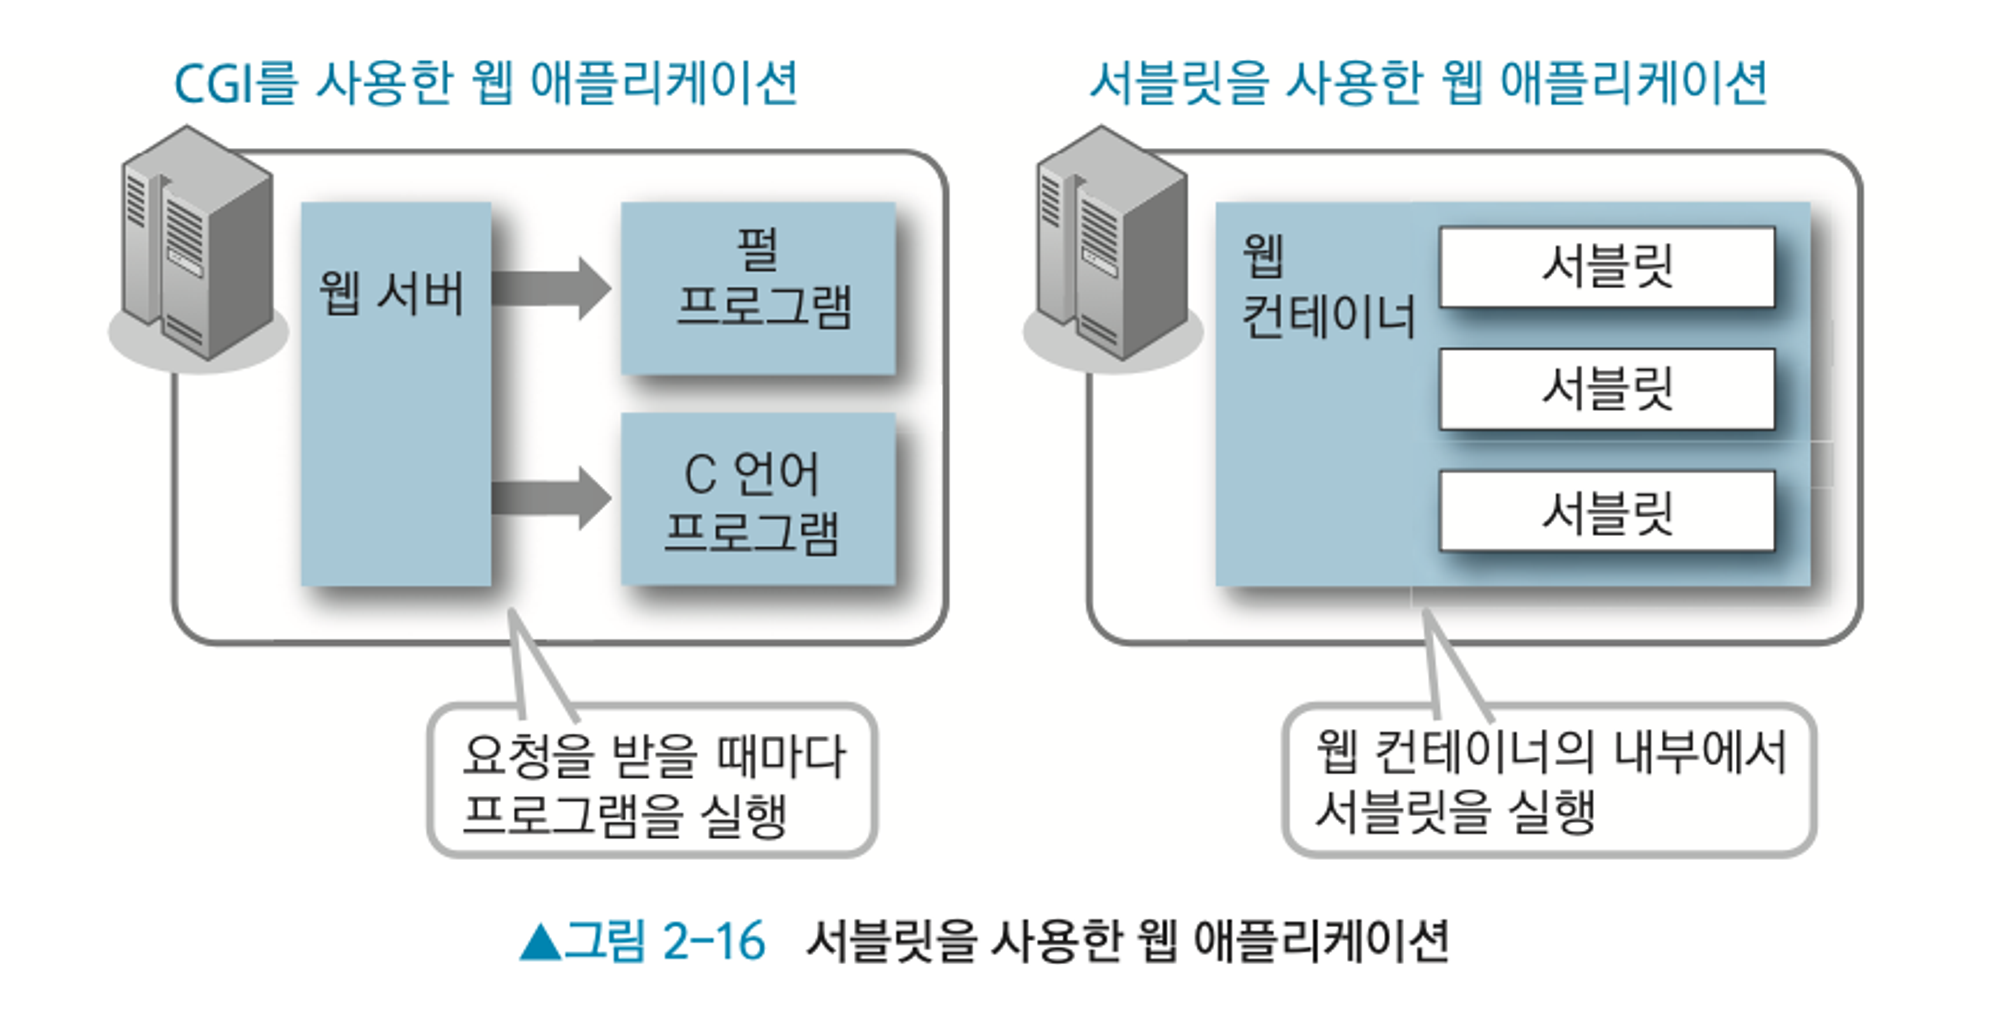 CGI를 사용한 웹 애플리케이션
웹 서버
펄
프로그램
C 언어
프로그램
요청을 받을 때마다
프로그램을 실행
서블릿을 사용한 웹 애플리케이션
웹
컨테이너
서블릿
서블릿
서블릿
웹 컨테이너의 내부에서
서블릿을 실행
▲그림 2-16 서블릿을 사용한 웹 애플리케이션